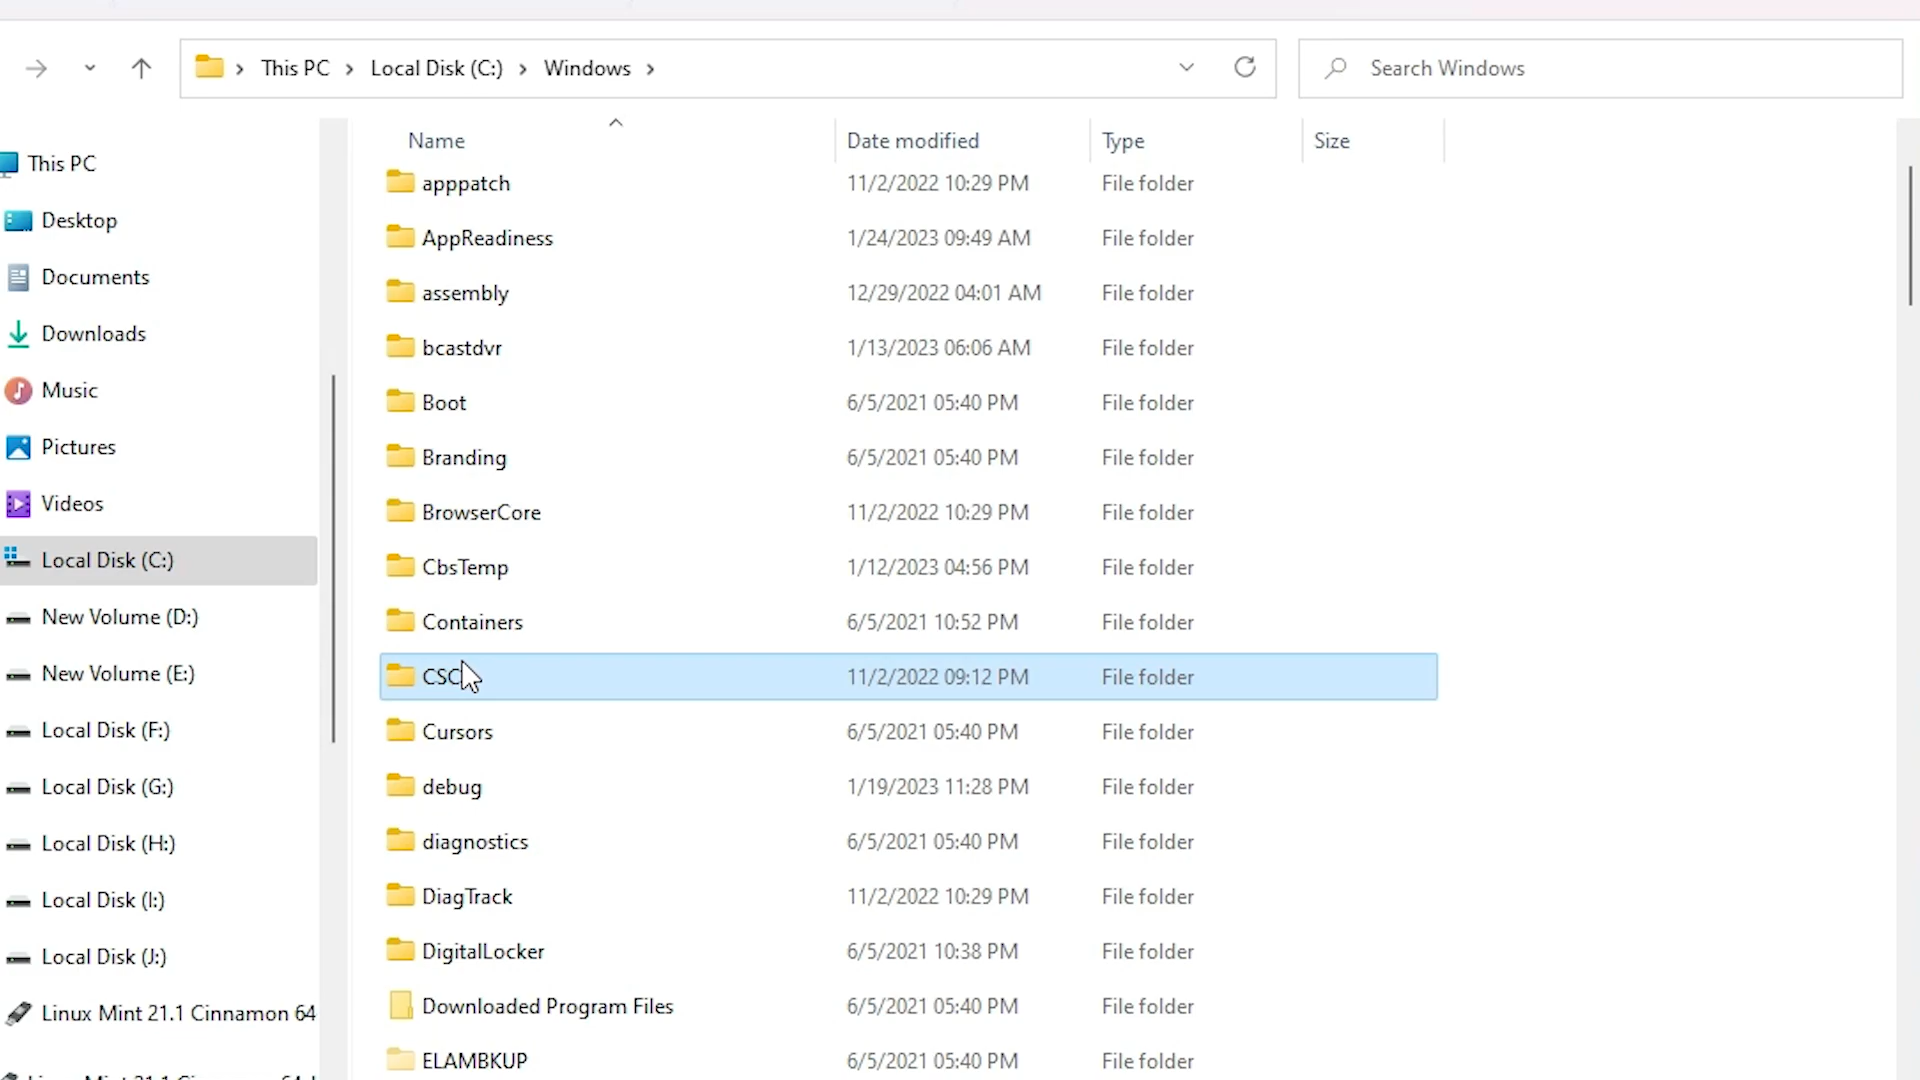 This PC > Local Disk (C:) > Windows >
Search Windows
Name Date modified Type Size
This PC
Desktop
Documents
Downloads
Music
Pictures
Videos
Local Disk (C:)
New Volume (D:)
New Volume (E:)
Local Disk (F:)
Local Disk (G:)
Local Disk (H:)
Local Disk (I:)
Local Disk (J:)
Linux Mint 21.1 Cinnamon 64
apppatch 11/2/2022 10:29 PM File folder
AppReadiness 1/24/2023 09:49 AM File folder
assembly 12/29/2022 04:01 AM File folder
bcastdvr 1/13/2023 06:06 AM File folder
Boot 6/5/2021 05:40 PM File folder
Branding 6/5/2021 05:40 PM File folder
BrowserCore 11/2/2022 10:29 PM File folder
CbsTemp 1/12/2023 04:56 PM File folder
Containers 6/5/2021 10:52 PM File folder
CSC 11/2/2022 09:12 PM File folder
Cursors 6/5/2021 05:40 PM File folder
debug 1/19/2023 11:28 PM File folder
diagnostics 6/5/2021 05:40 PM File folder
DiagTrack 11/2/2022 10:29 PM File folder
DigitalLocker 6/5/2021 10:38 PM File folder
Downloaded Program Files 6/5/2021 05:40 PM File folder
ELAMBKUP 6/5/2021 05:40 PM File folder